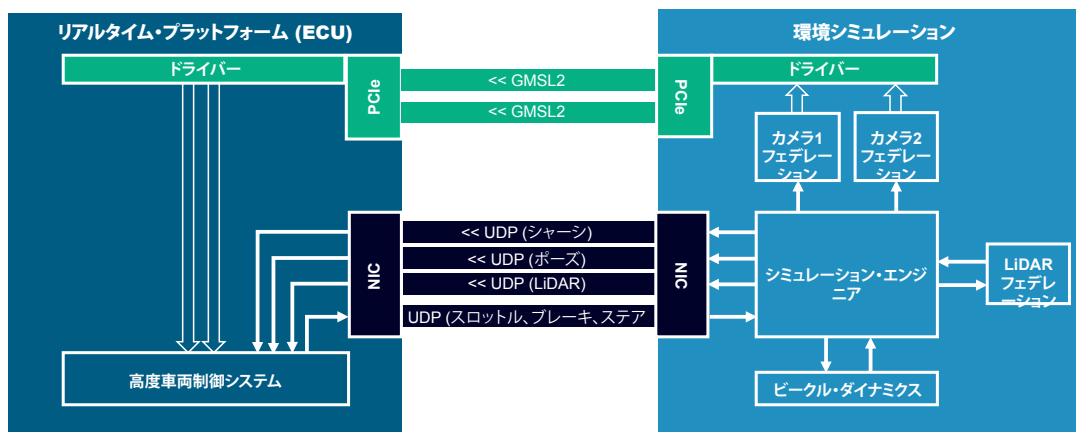 リアルタイム・プラットフォーム (ECU)
環境シミュレーション
ドライバー
PCIe
<< GMSL2
<< GMSL2
PCIe
ドライバー
カメラ1
フェデレー
ション
カメラ2
フェデレー
ション
NIC
<< UDP (シャーシ)
<< UDP (ポーズ)
<< UDP (LiDAR)
UDP (スロットル、ブレーキ、ステア
NIC
シミュレーション・エンジ
ニア
LiDAR
フェデレ
ーション
高度車両制御システム
ビークル・ダイナミクス